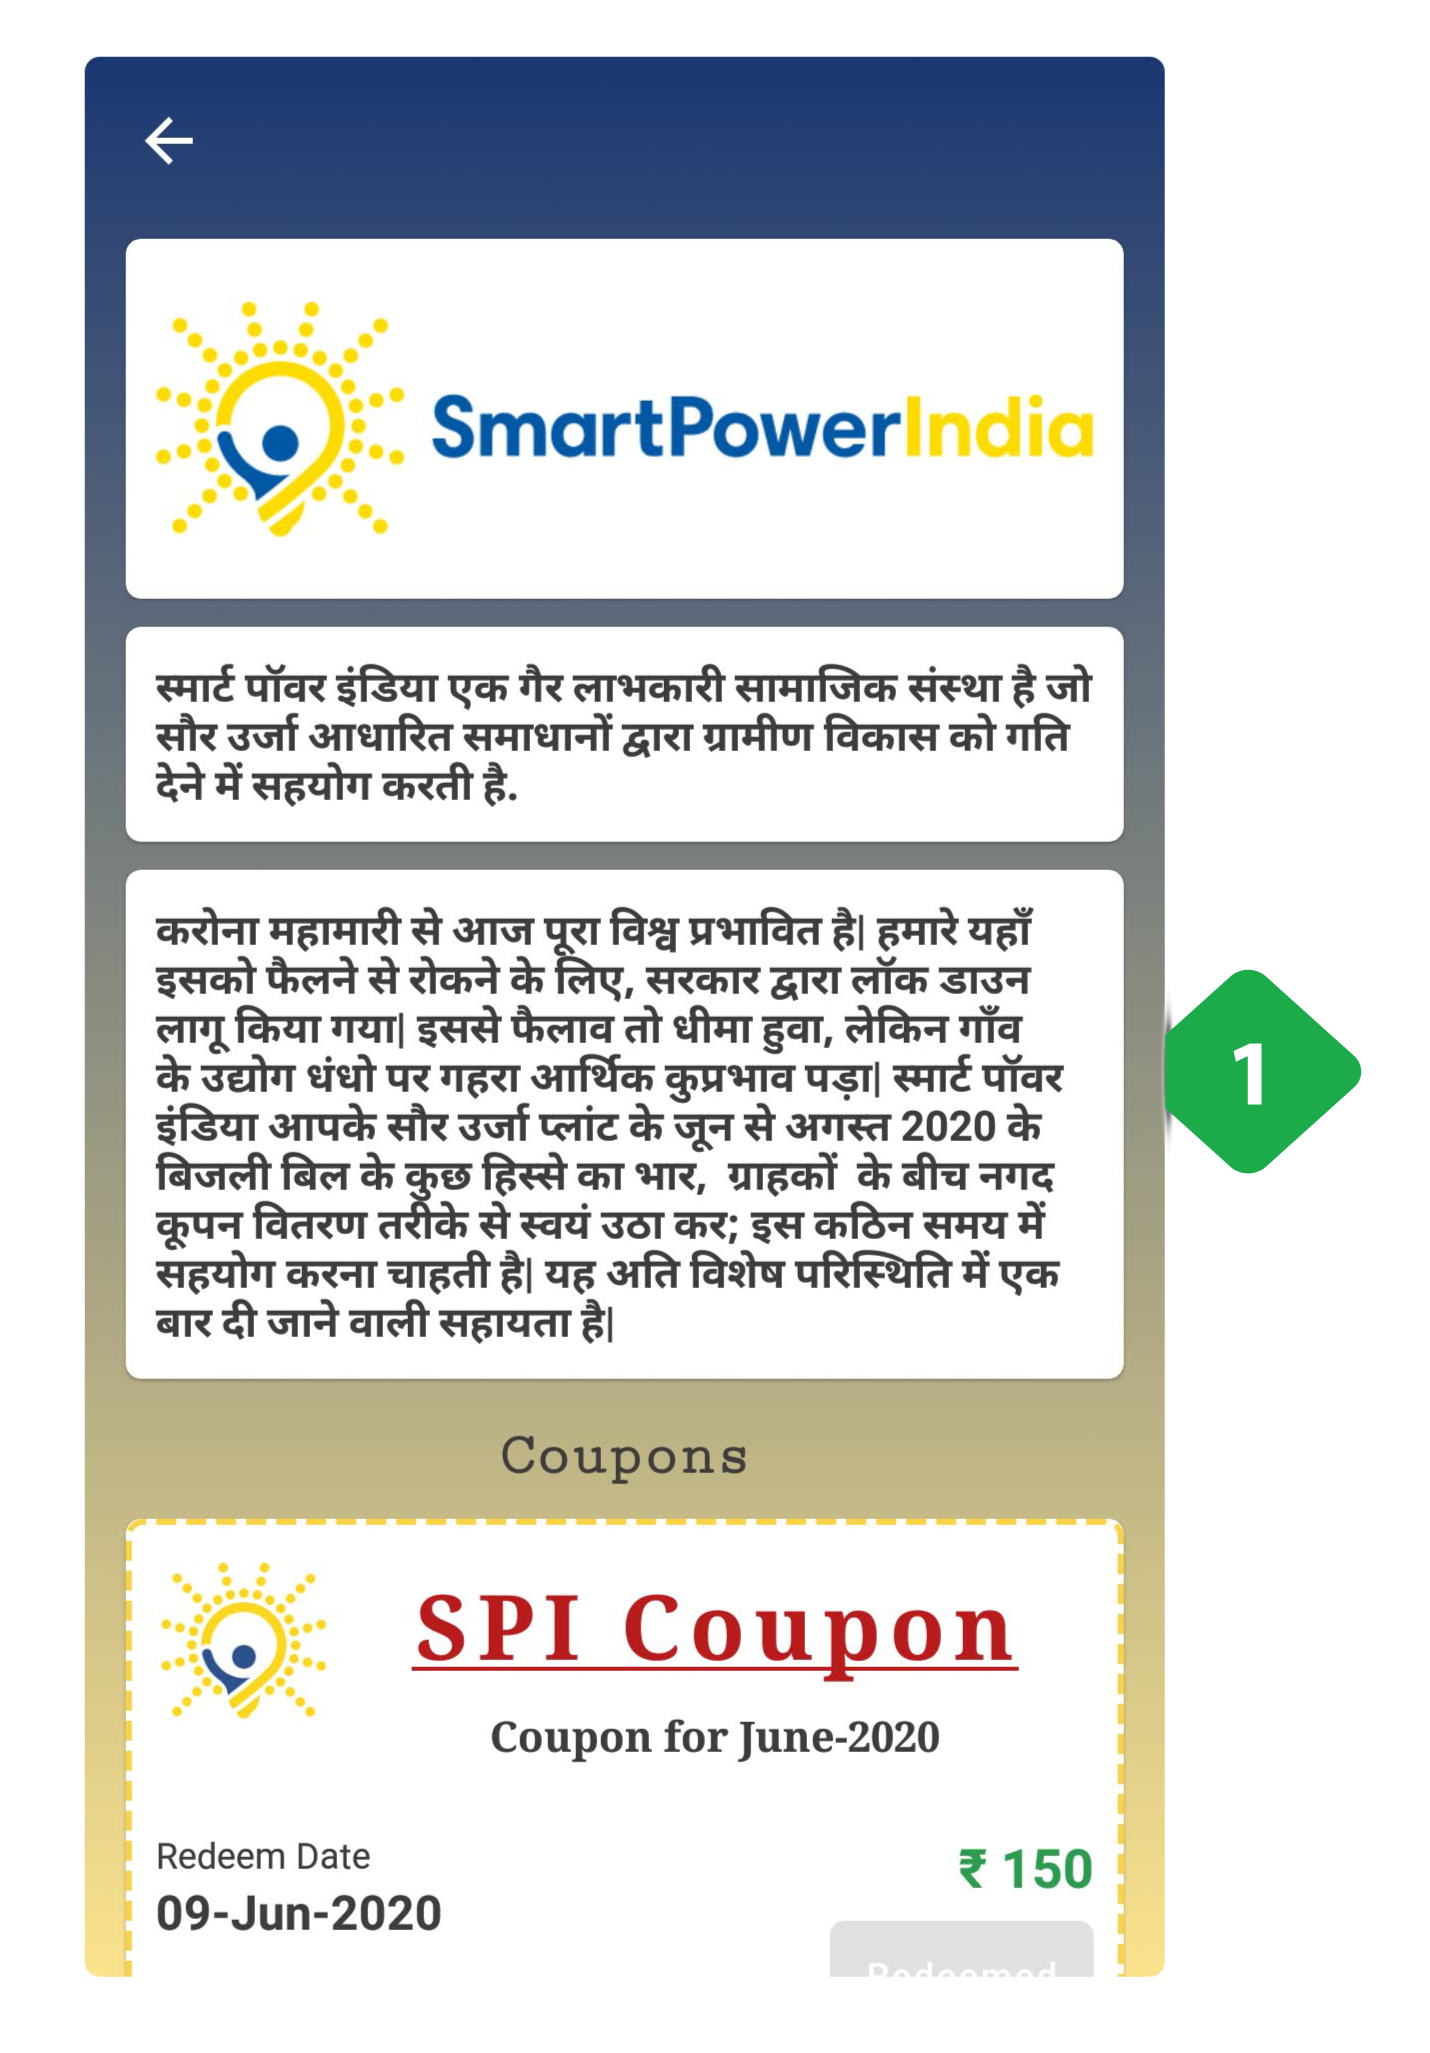 SmartPowerIndia
स्मार्ट पॉवर इंडिया एक गैर लाभकारी सामाजिक संस्था है जो
सौर उर्जा आधारित समाधानों द्वारा ग्रामीण विकास को गति
देने में सहयोग करती है.
करोना महामारी से आज पूरा विश्व प्रभावित है| हमारे यहाँ
इसको फैलने से रोकने के लिए, सरकार द्वारा लॉक डाउन
लागू किया गया| इससे फैलाव तो धीमा हुवा, लेकिन गाँव
के उद्योग धंधो पर गहरा आर्थिक कुप्रभाव पड़ा| स्मार्ट पॉवर
इंडिया आपके सौर उर्जा प्लांट के जून से अगस्त 2020 के
बिजली बिल के कुछ हिस्से का भार, ग्राहकों के बीच नगद
कूपन वितरण तरीके से स्वयं उठा कर; इस कठिन समय में
सहयोग करना चाहती है| यह अति विशेष परिस्थिति में एक
बार दी जाने वाली सहायता है|
1
Coupons
SPI Coupon
Coupon for June-2020
Redeem Date
₹ 150
09-Jun-2020
Redeemed